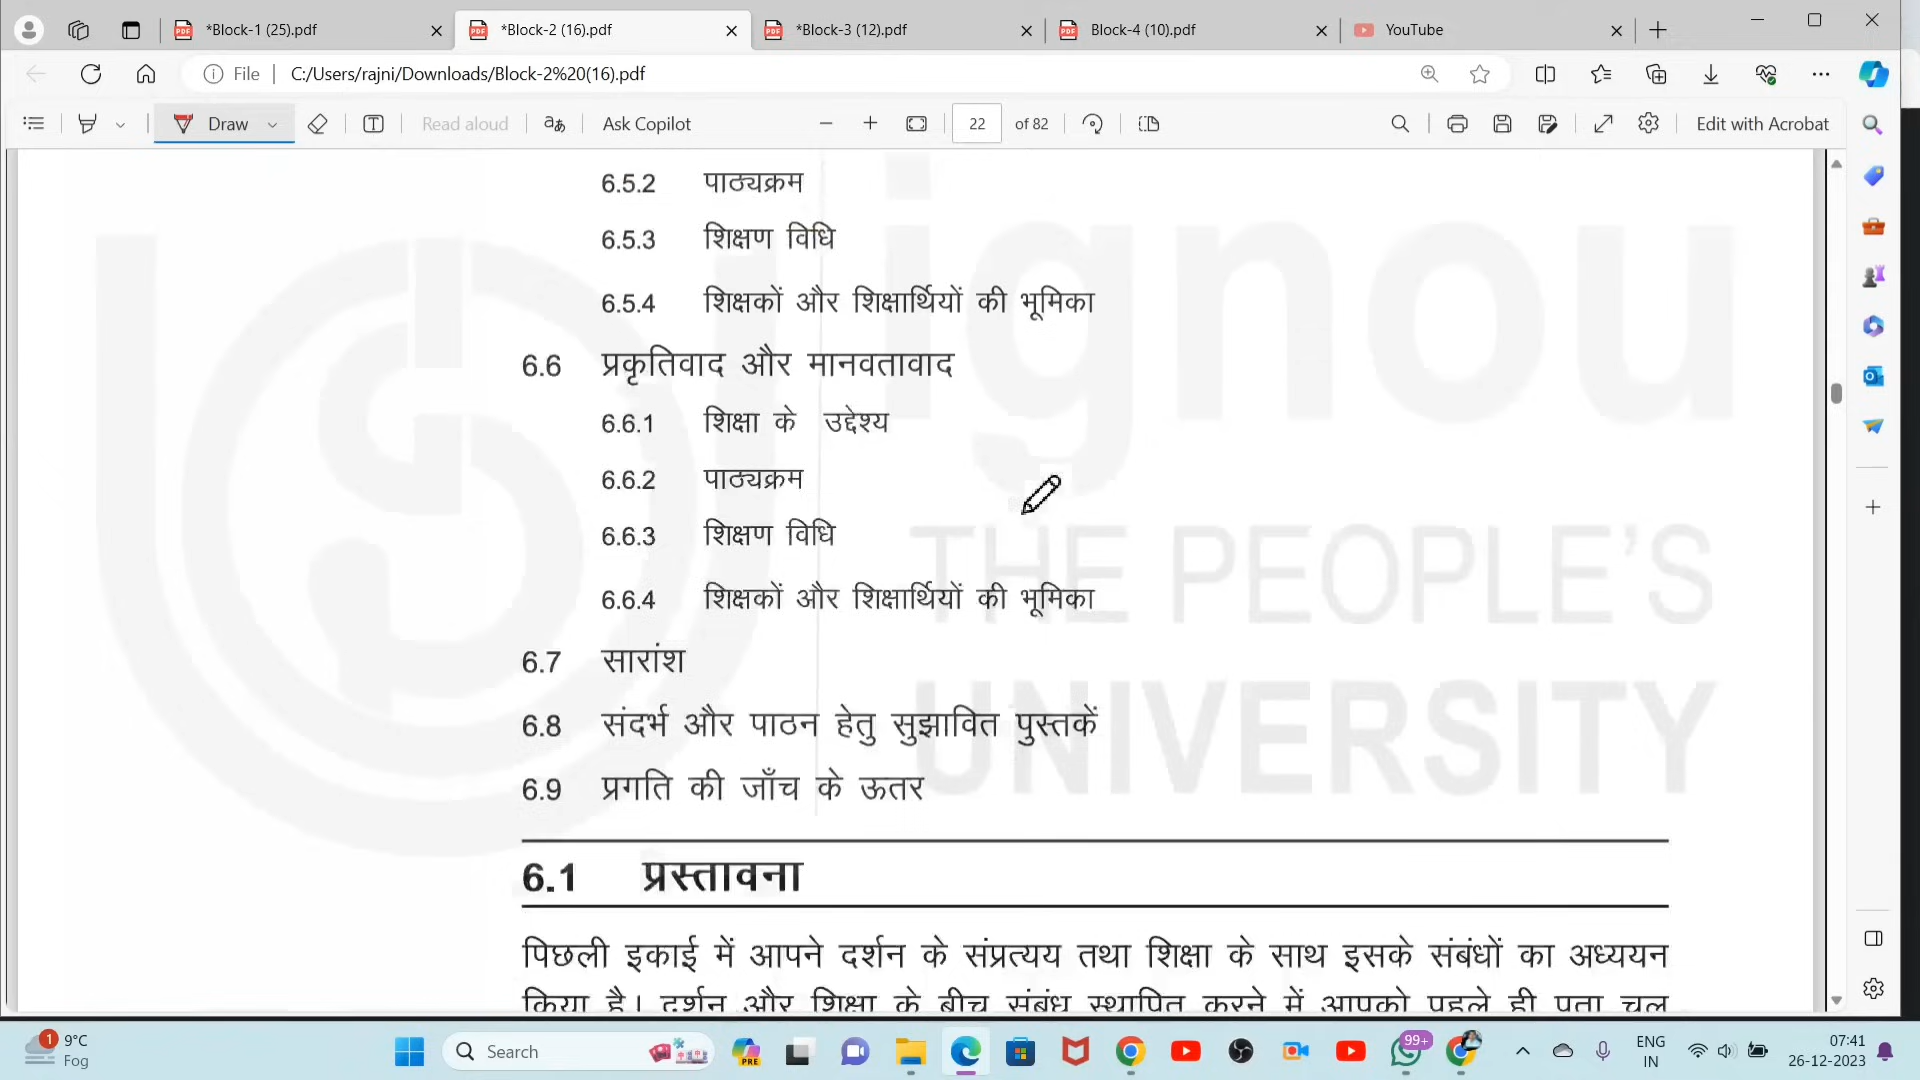 *Block-1 (25).pdf
*Block-2 (16).pdf
*Block-3 (12).pdf
Block-4 (10).pdf
YouTube
File
C:/Users/rajni/Downloads/Block-2%20(16).pdf
Draw
Read aloud
Ask Copilot
22 of 82
Edit with Acrobat
6.5.2 पाठ्यक्रम
6.5.3 शिक्षण विधि
6.5.4 शिक्षकों और शिक्षार्थियों की भूमिका
6.6 प्रकृतिवाद और मानवतावाद
6.6.1 शिक्षा के उद्देश्य
6.6.2 पाठ्यक्रम
6.6.3 शिक्षण विधि
6.6.4 शिक्षकों और शिक्षार्थियों की भूमिका
6.7 सारांश
6.8 संदर्भ और पाठन हेतु सुझावित पुस्तकें
6.9 प्रगति की जाँच के ऊतर
ignou
THE PEOPLE'S
UNIVERSITY
6.1 प्रस्तावना
पिछली इकाई में आपने दर्शन के संप्रत्यय तथा शिक्षा के साथ इसके संबंधों का अध्ययन
किया है। दर्शन और शिक्षा के बीच संबंध स्थापित करने में आपको पहले ही पता चल
1
9°C
Fog
Search
PRE
99+
ENG
IN
07:41
26-12-2023